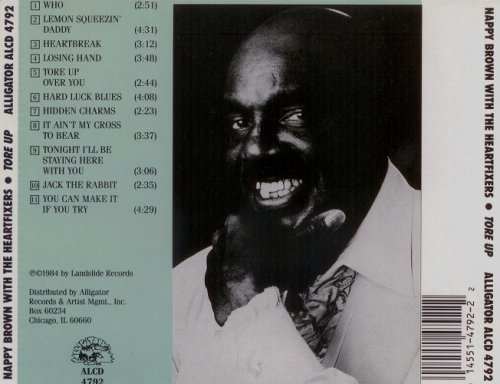 NAPPY BROWN WITH THE HEARTFIXERS • TORE UP ALLIGATOR ALCD 4792
1 WHO (2:51)
2 LEMON SQUEEZIN' DADDY (4:31)
3 HEARTBREAK (3:12)
4 LOSING HAND (3:48)
5 TORE UP
OVER YOU (2:44)
6 HARD LUCK BLUES (4:08)
7 HIDDEN CHARMS (2:23)
8 IT AIN'T MY CROSS
TO BEAR (3:37)
9 TONIGHT I'LL BE
STAYING HERE
WITH YOU (3:06)
10 JACK THE RABBIT (2:35)
11 YOU CAN MAKE IT
IF YOU TRY (4:29)
℗©1984 by Landslide Records
Distributed by Alligator
Records & Artist Mgmt., Inc.
Box 60234
Chicago, IL 60660
ALCD
4792
NAPPY BROWN WITH THE HEARTFIXERS • TORE UP ALLIGATOR ALCD 4792
0 14551-4792-2 2